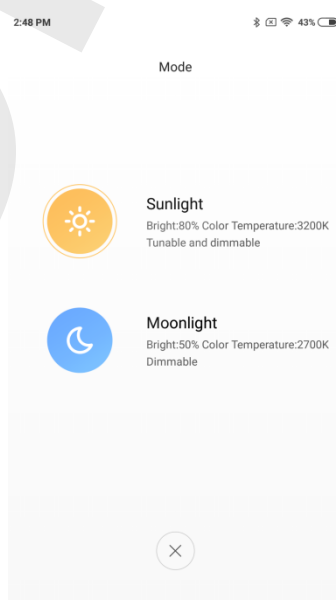 2:48 PM
43%
Mode
Sunlight
Bright:80% Color Temperature:3200K
Tunable and dimmable
Moonlight
Bright:50% Color Temperature:2700K
Dimmable